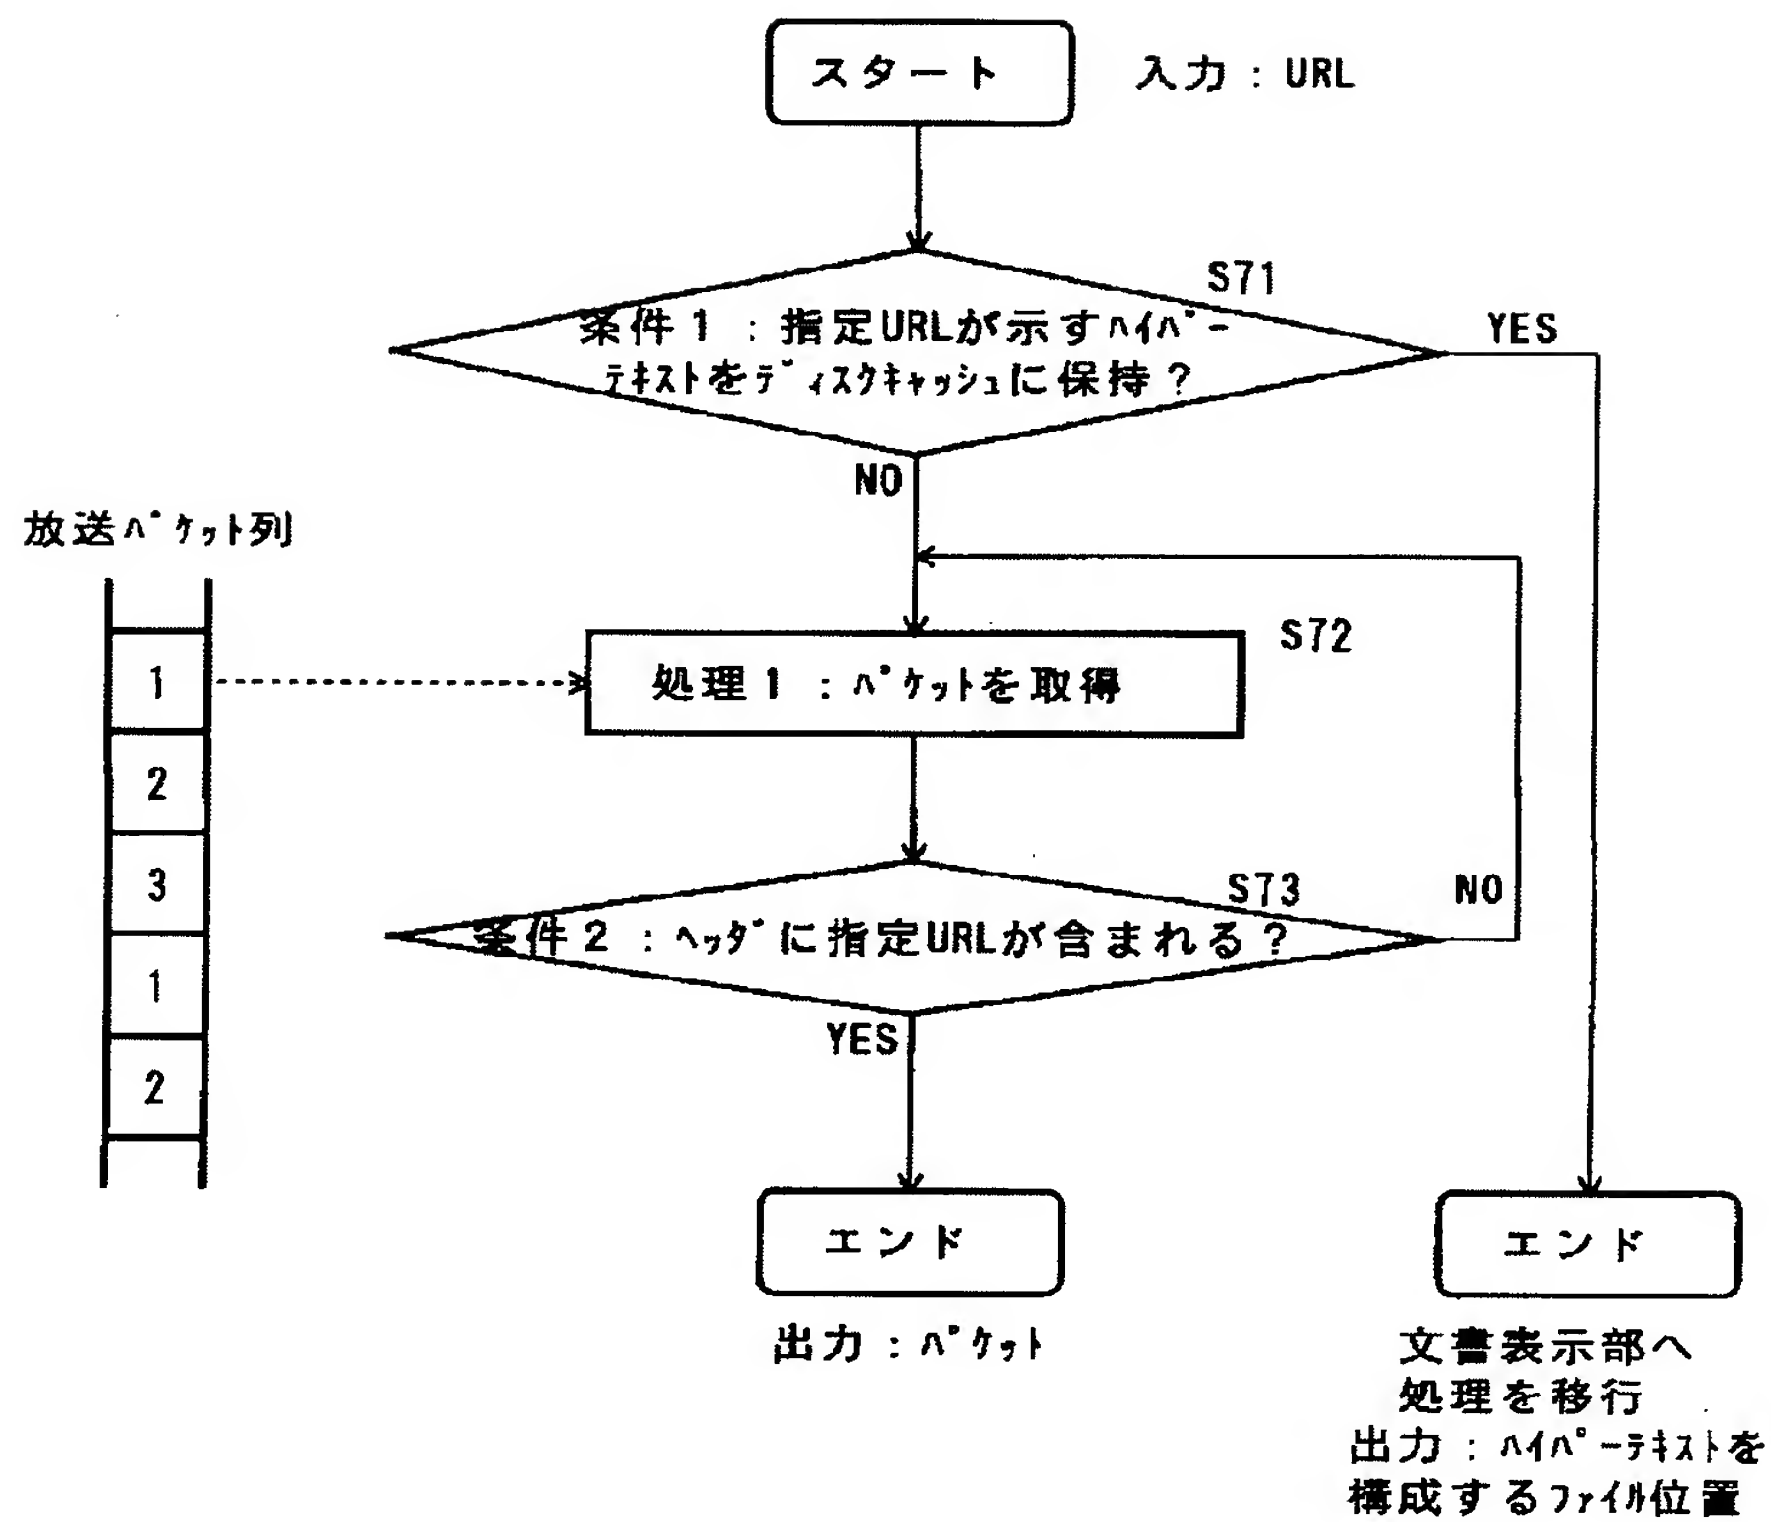 スタート
入力：URL
S71
条件1：指定URLが示すﾊｲﾊﾟｰ
ﾃｷｽﾄをﾃﾞｨｽｸｷｬｯｼｭに保持？
YES
NO
放送ﾊﾟｹｯﾄ列
S72
1
処理1：ﾊﾟｹｯﾄを取得
2
3
S73
NO
条件2：ﾍｯﾀﾞに指定URLが含まれる？
1
YES
2
エンド
エンド
出力：ﾊﾟｹｯﾄ
文書表示部へ
処理を移行
出力：ﾊｲﾊﾟｰﾃｷｽﾄを
構成するﾌｧｲﾙ位置